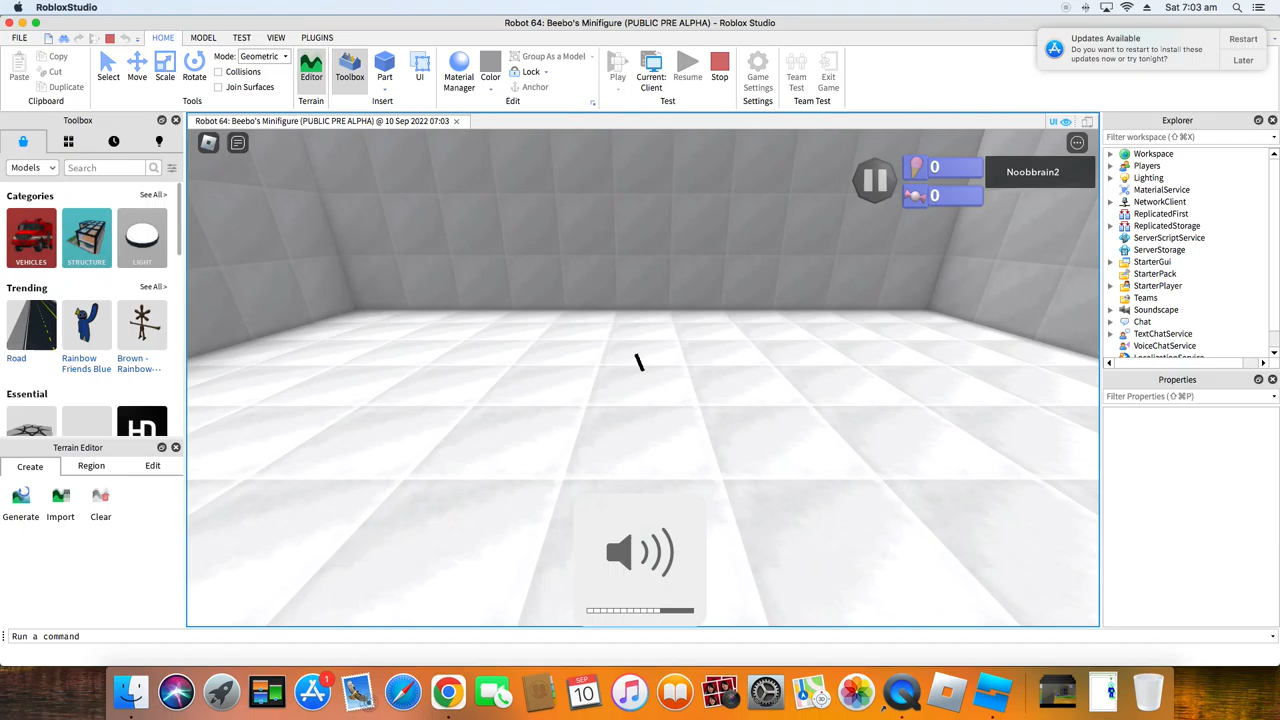 RobloxStudio
Sat 7:03 am
Robot 64: Beebo's Minifigure (PUBLIC PRE ALPHA) - Roblox Studio
FILE
HOME
MODEL
TEST
VIEW
PLUGINS
Updates Available
Do you want to restart to install these
updates now or try tonight?
Restart
Later
Paste
Copy
Cut
Duplicate
Clipboard
Select
Move
Scale
Rotate
Mode:
Geometric
Collisions
Join Surfaces
Tools
Editor
Terrain
Toolbox
Part
UI
Insert
Material
Manager
Color
Group As a Model
Lock
Anchor
Edit
Play
Current:
Client
Resume
Stop
Test
Game
Settings
Settings
Team
Test
Exit
Game
Team Test
Toolbox
Robot 64: Beebo's Minifigure (PUBLIC PRE ALPHA) @ 10 Sep 2022 07:03
UI
Models
Search
Categories
See All >
VEHICLES
STRUCTURE
LIGHT
Trending
See All >
Road
Rainbow
Friends Blue
Brown -
Rainbow...
Essential
HD
Terrain Editor
Create
Region
Edit
Generate
Import
Clear
0
0
Noobbrain2
Explorer
Filter workspace (⇧⌘X)
Workspace
Players
Lighting
MaterialService
NetworkClient
ReplicatedFirst
ReplicatedStorage
ServerScriptService
ServerStorage
StarterGui
StarterPack
StarterPlayer
Teams
Soundscape
Chat
TextChatService
VoiceChatService
LocalizationService
Properties
Filter Properties (⇧⌘P)
Run a command
1
SEP
10